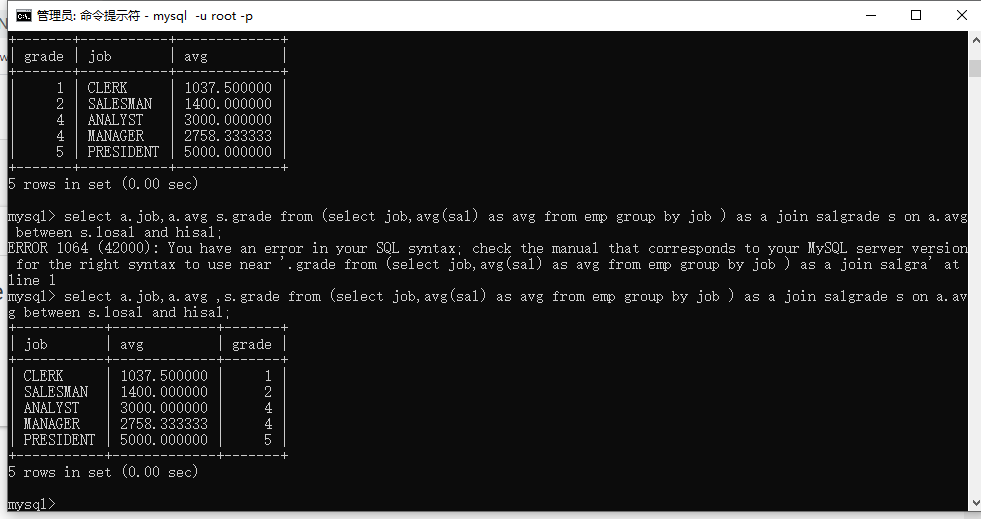 管理员: 命令提示符 - mysql  -u root -p
+-------+-----------+-------------+
| grade | job       | avg         |
+-------+-----------+-------------+
|     1 | CLERK     | 1037.500000 |
|     2 | SALESMAN  | 1400.000000 |
|     4 | ANALYST   | 3000.000000 |
|     4 | MANAGER   | 2758.333333 |
|     5 | PRESIDENT | 5000.000000 |
+-------+-----------+-------------+
5 rows in set (0.00 sec)
mysql> select a.job,a.avg s.grade from (select job,avg(sal) as avg from emp group by job ) as a join salgrade s on a.avg
 between s.losal and hisal;
ERROR 1064 (42000): You have an error in your SQL syntax; check the manual that corresponds to your MySQL server version
 for the right syntax to use near '.grade from (select job,avg(sal) as avg from emp group by job ) as a join salgra' at
line 1
mysql> select a.job,a.avg ,s.grade from (select job,avg(sal) as avg from emp group by job ) as a join salgrade s on a.av
g between s.losal and hisal;
+-----------+-------------+-------+
| job       | avg         | grade |
+-----------+-------------+-------+
| CLERK     | 1037.500000 |     1 |
| SALESMAN  | 1400.000000 |     2 |
| ANALYST   | 3000.000000 |     4 |
| MANAGER   | 2758.333333 |     4 |
| PRESIDENT | 5000.000000 |     5 |
+-----------+-------------+-------+
5 rows in set (0.00 sec)
mysql>